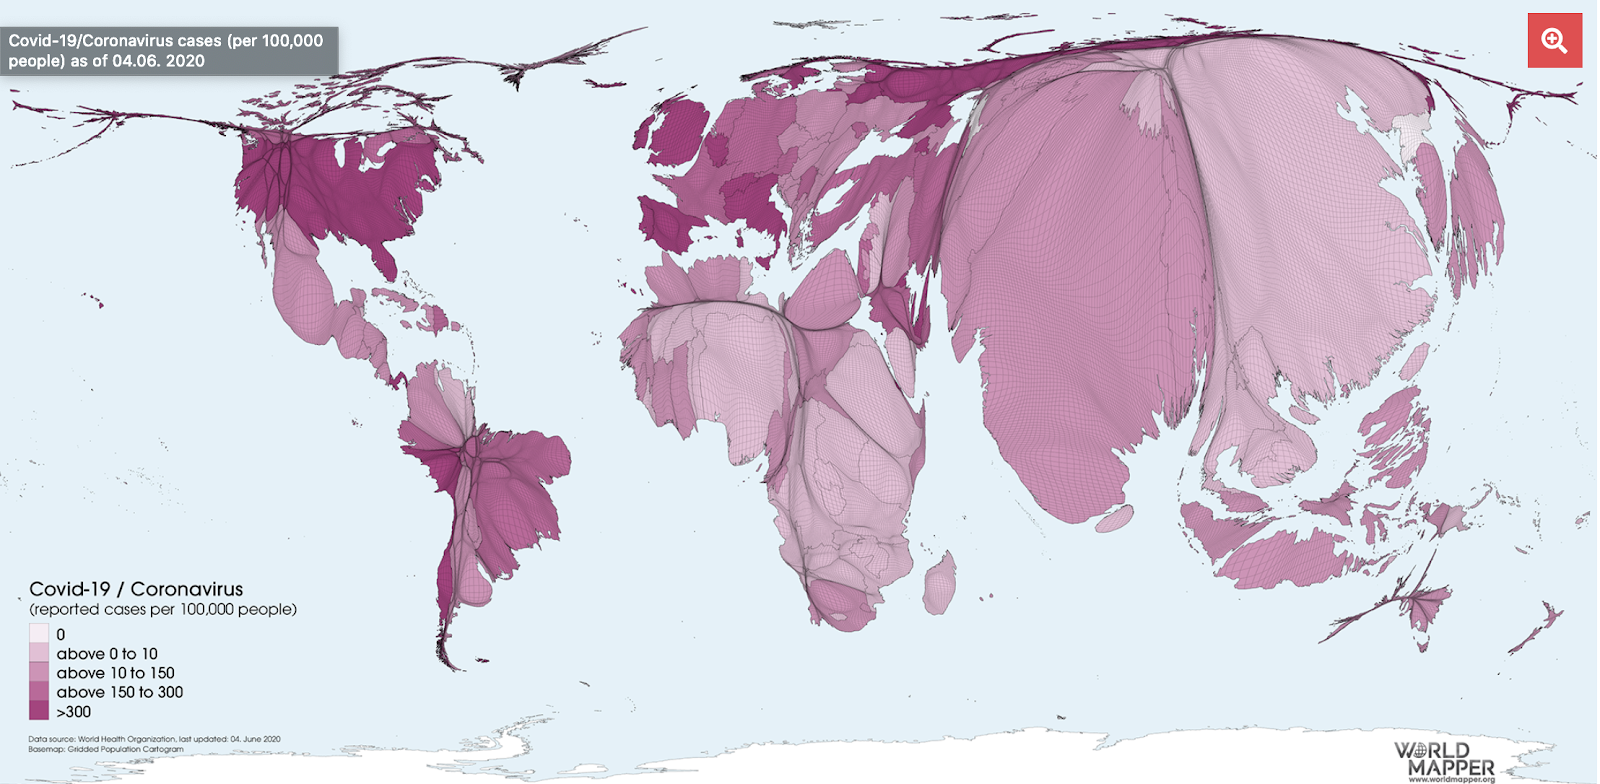 Covid-19/Coronavirus cases (per 100,000
people) as of 04.06. 2020
Covid-19 / Coronavirus
(reported cases per 100,000 people)
0
above 0 to 10
above 10 to 150
above 150 to 300
>300
Data source: World Health Organization, last updated: 04. June 2020
Basemap: Gridded Population Cartogram
WORLD
MAPPER
www.worldmapper.org